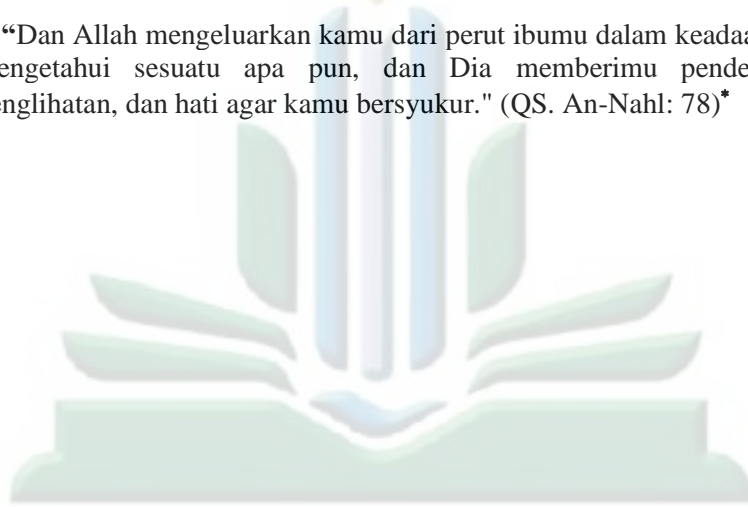 “Dan Allah mengeluarkan kamu dari perut ibumu dalam keadaa
engetahui sesuatu apa pun, dan Dia memberimu pende
englihatan, dan hati agar kamu bersyukur." (QS. An-Nahl: 78)*